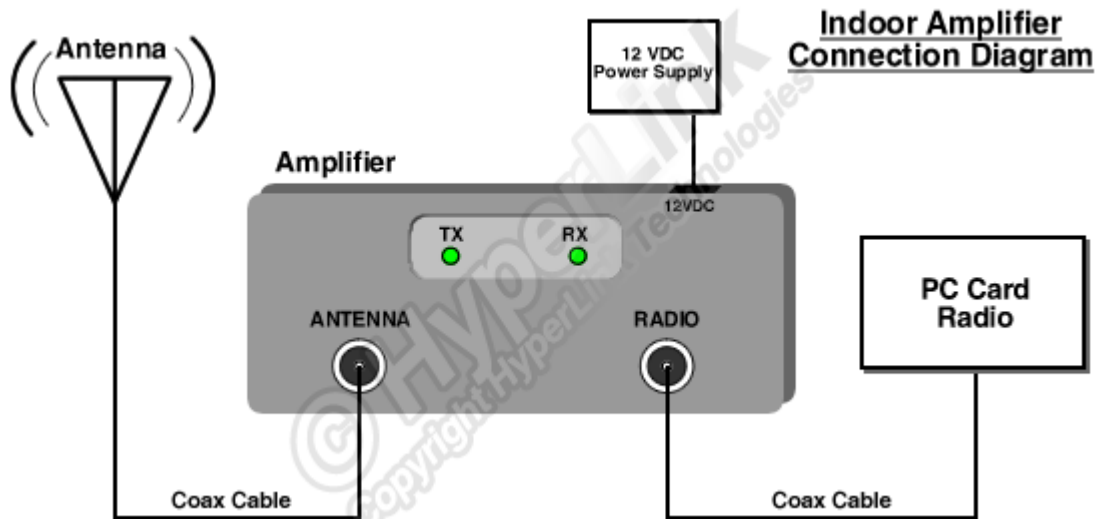 Indoor Amplifier
Connection Diagram
Antenna
12 VDC
Power Supply
Amplifier
12VDC
TX
RX
ANTENNA
RADIO
PC Card
Radio
Coax Cable
Coax Cable
© HyperLink
Copyright HyperLink Technologies